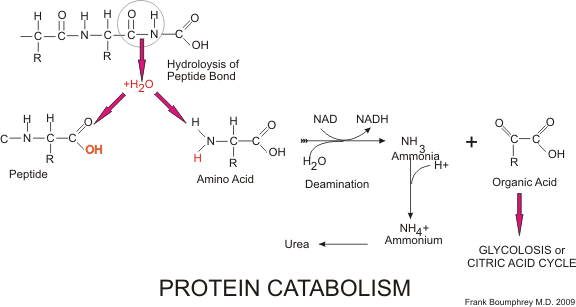 H O H H H O
C C N C C N C
R R OH
Hydroloysis of
Peptide Bond
+H2O
H H O
C N C C
R OH
Peptide
H H O
N C C
H R OH
Amino Acid
NAD NADH
H2O
Deamination
NH3
Ammonia
H+
NH4+
Ammonium
Urea
+
O O
C C
R OH
Organic Acid
GLYCOLOSIS or
CITRIC ACID CYCLE
PROTEIN CATABOLISM
Frank Boumphrey M.D. 2009